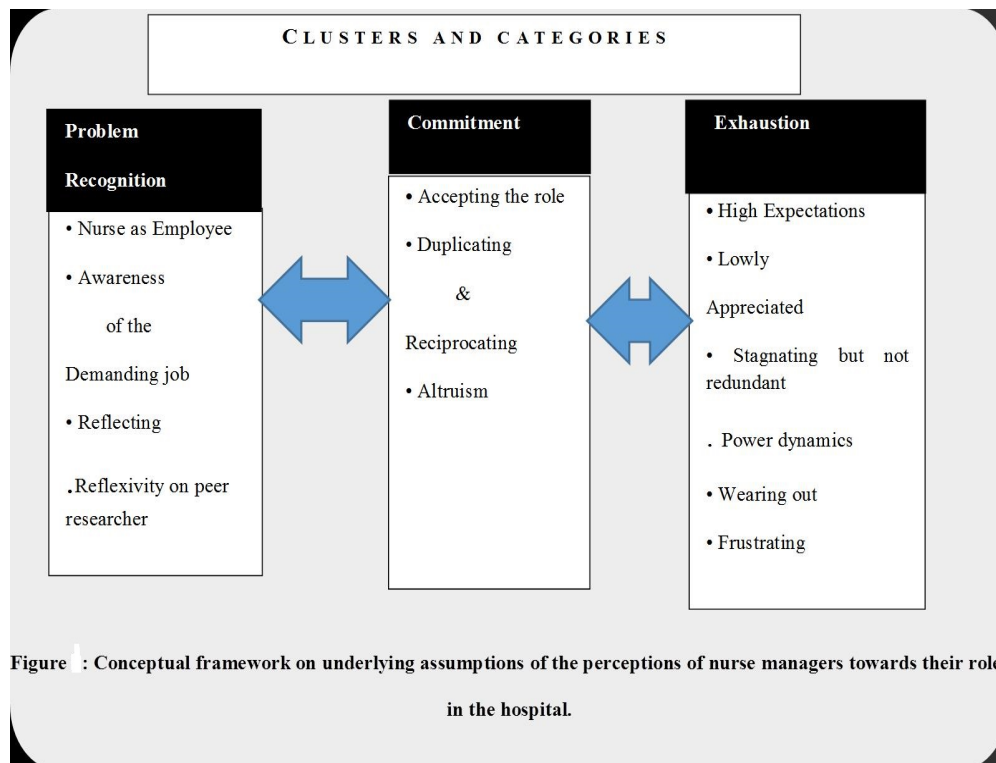 CLUSTERS AND CATEGORIES
Problem
Recognition
• Nurse as Employee
• Awareness
of the
Demanding job
• Reflecting
.Reflexivity on peer
researcher
Commitment
• Accepting the role
• Duplicating
&
Reciprocating
• Altruism
Exhaustion
• High Expectations
• Lowly
Appreciated
• Stagnating but not
redundant
. Power dynamics
• Wearing out
• Frustrating
Figure : Conceptual framework on underlying assumptions of the perceptions of nurse managers towards their role
in the hospital.